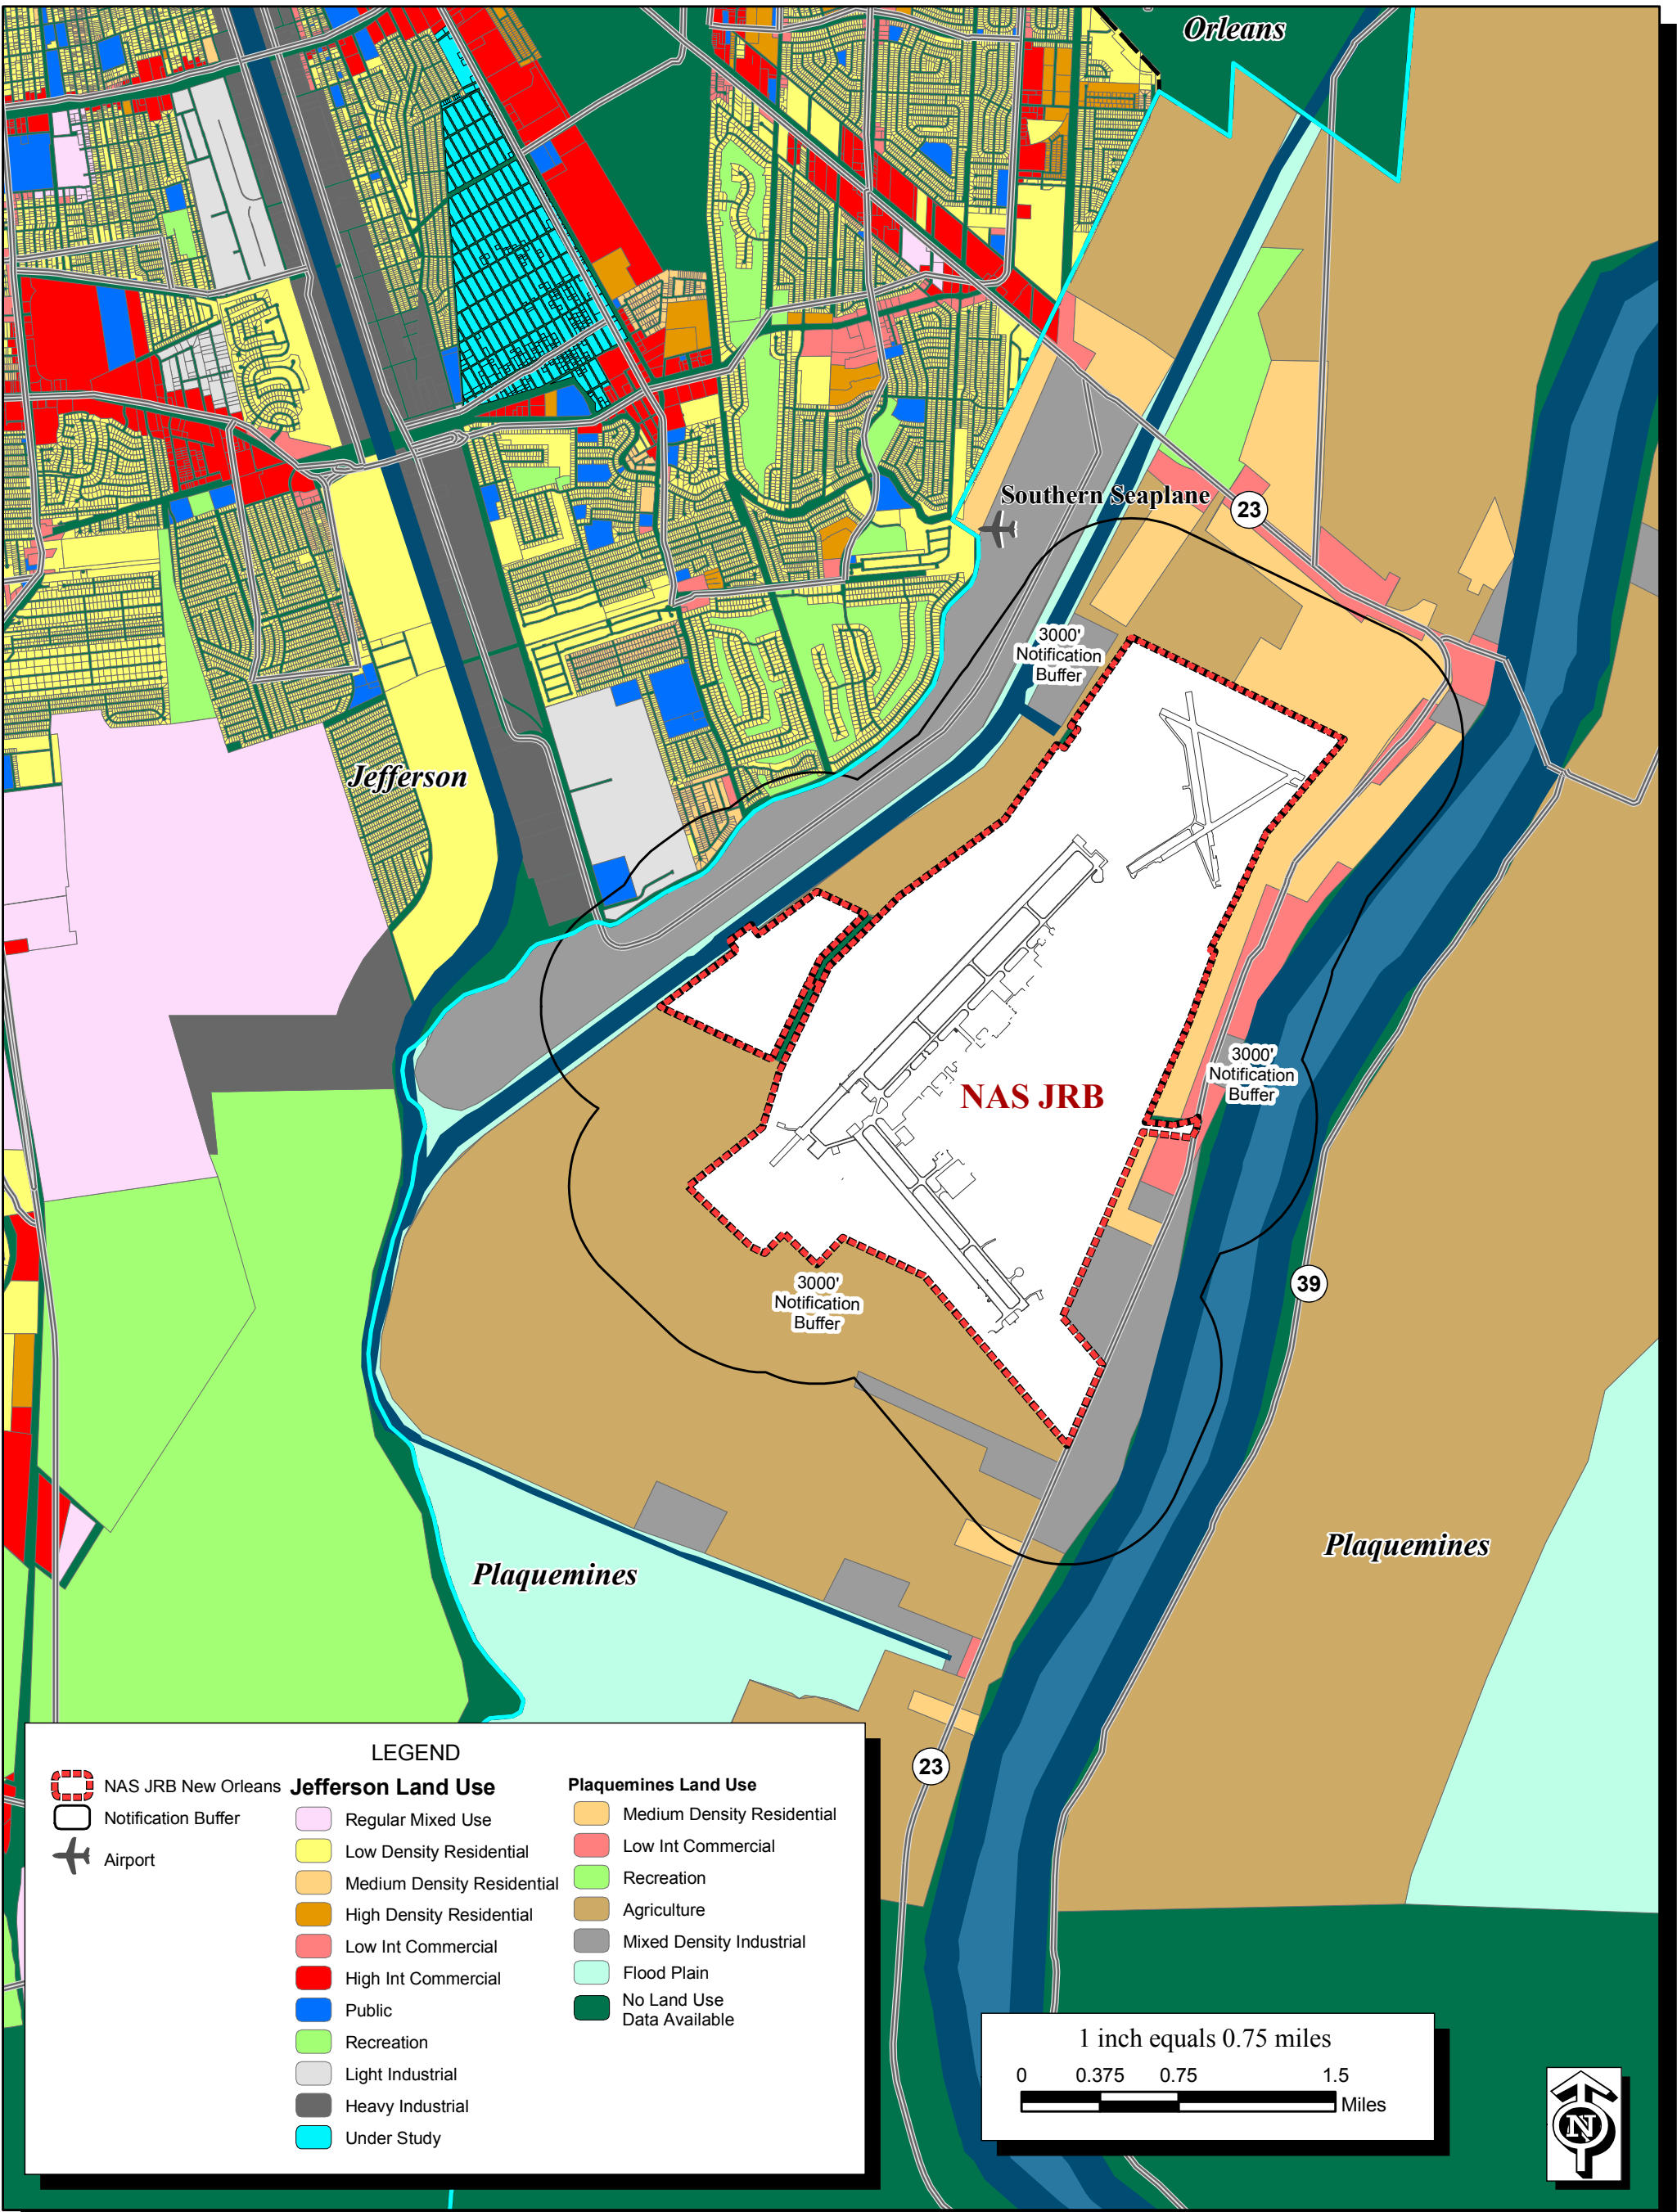 Orleans
Southern Seaplane
23
3000'
Notification
Buffer
Jefferson
3000'
Notification
Buffer
NAS JRB
3000'
Notification
Buffer
39
Plaquemines
Plaquemines
23
LEGEND
NAS JRB New Orleans
Notification Buffer
Airport
Jefferson Land Use
Regular Mixed Use
Low Density Residential
Medium Density Residential
High Density Residential
Low Int Commercial
High Int Commercial
Public
Recreation
Light Industrial
Heavy Industrial
Under Study
Plaquemines Land Use
Medium Density Residential
Low Int Commercial
Recreation
Agriculture
Mixed Density Industrial
Flood Plain
No Land Use
Data Available
1 inch equals 0.75 miles
0 0.375 0.75 1.5
Miles
N